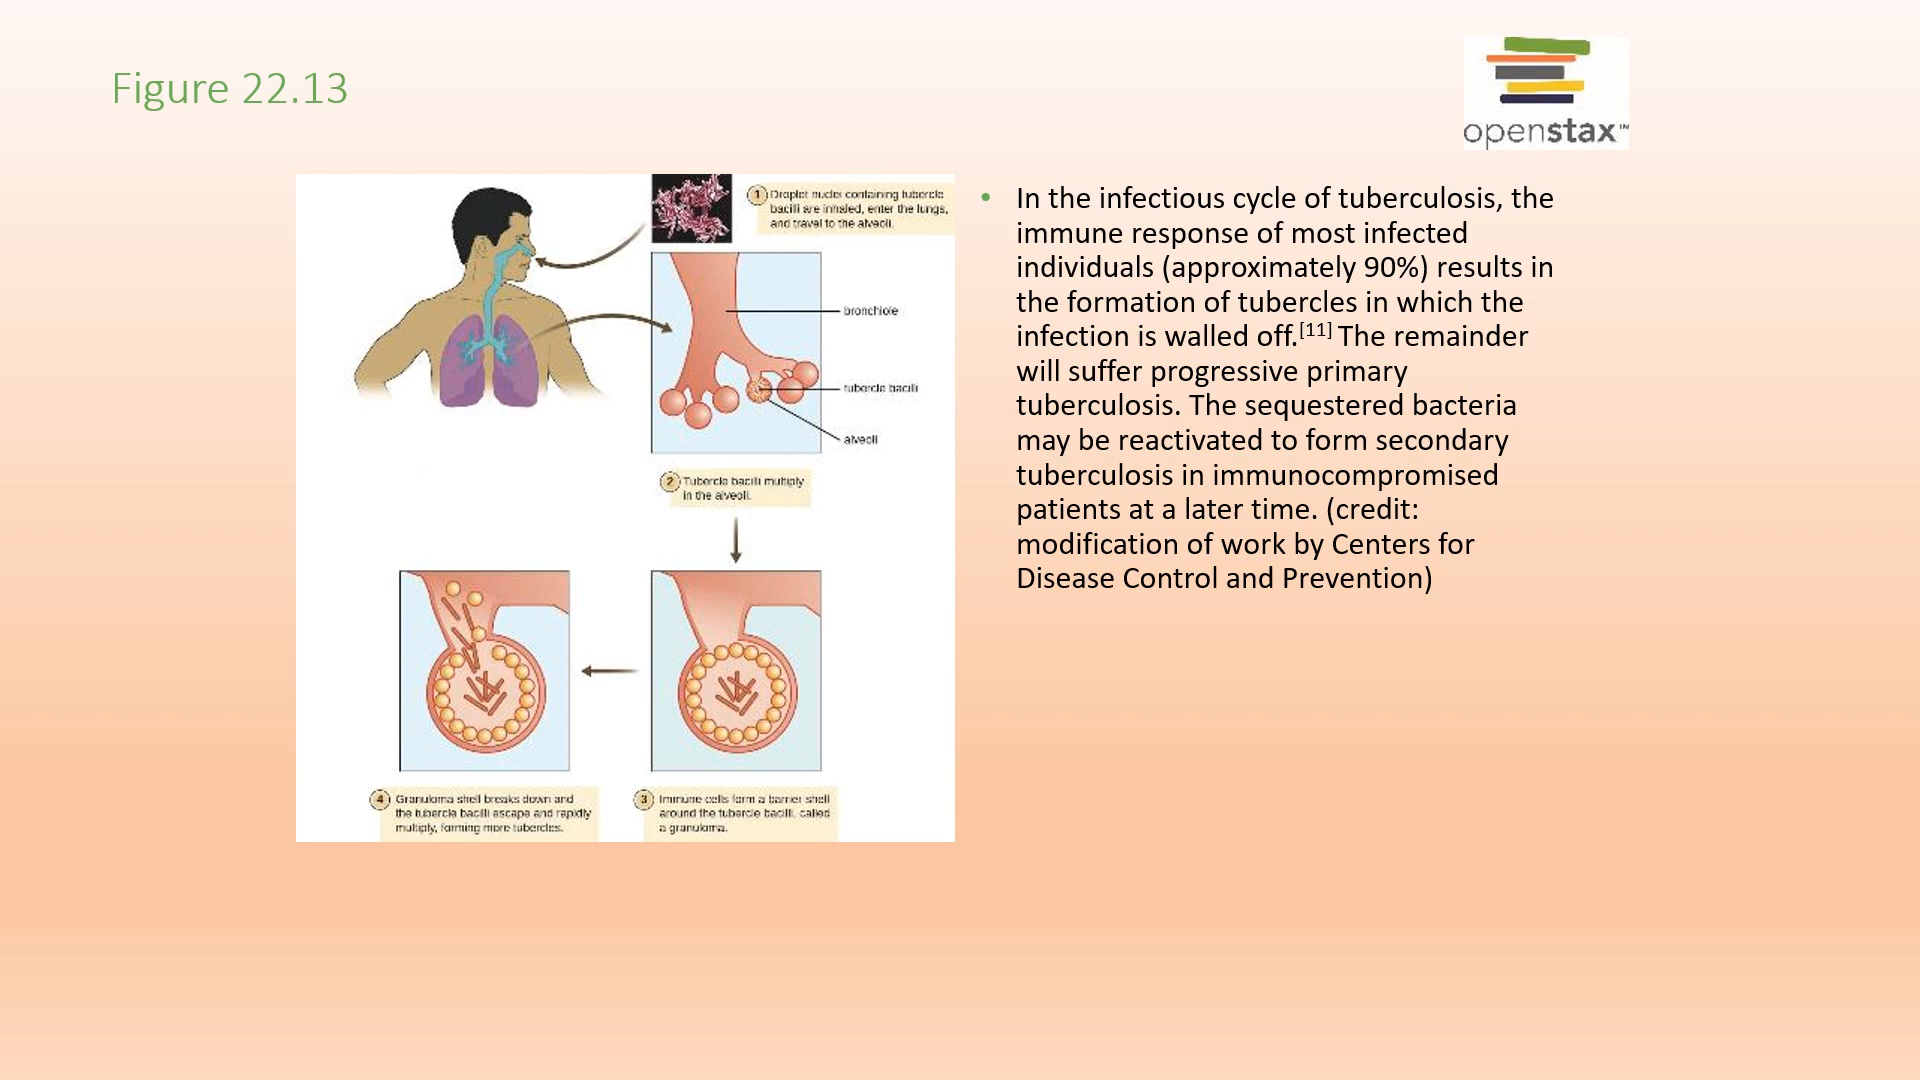 Figure 22.13
openstax™
1 Droplet nuclei containing tubercle
bacilli are inhaled, enter the lungs,
and travel to the alveoli.
bronchiole
tubercle bacilli
alveoli
2 Tubercle bacilli multiply
in the alveoli.
3 Immune cells form a barrier shell
around the tubercle bacilli, called
a granuloma.
4 Granuloma shell breaks down and
the tubercle bacilli escape and rapidly
multiply, forming more tubercles.
• In the infectious cycle of tuberculosis, the
immune response of most infected
individuals (approximately 90%) results in
the formation of tubercles in which the
infection is walled off.[11] The remainder
will suffer progressive primary
tuberculosis. The sequestered bacteria
may be reactivated to form secondary
tuberculosis in immunocompromised
patients at a later time. (credit:
modification of work by Centers for
Disease Control and Prevention)